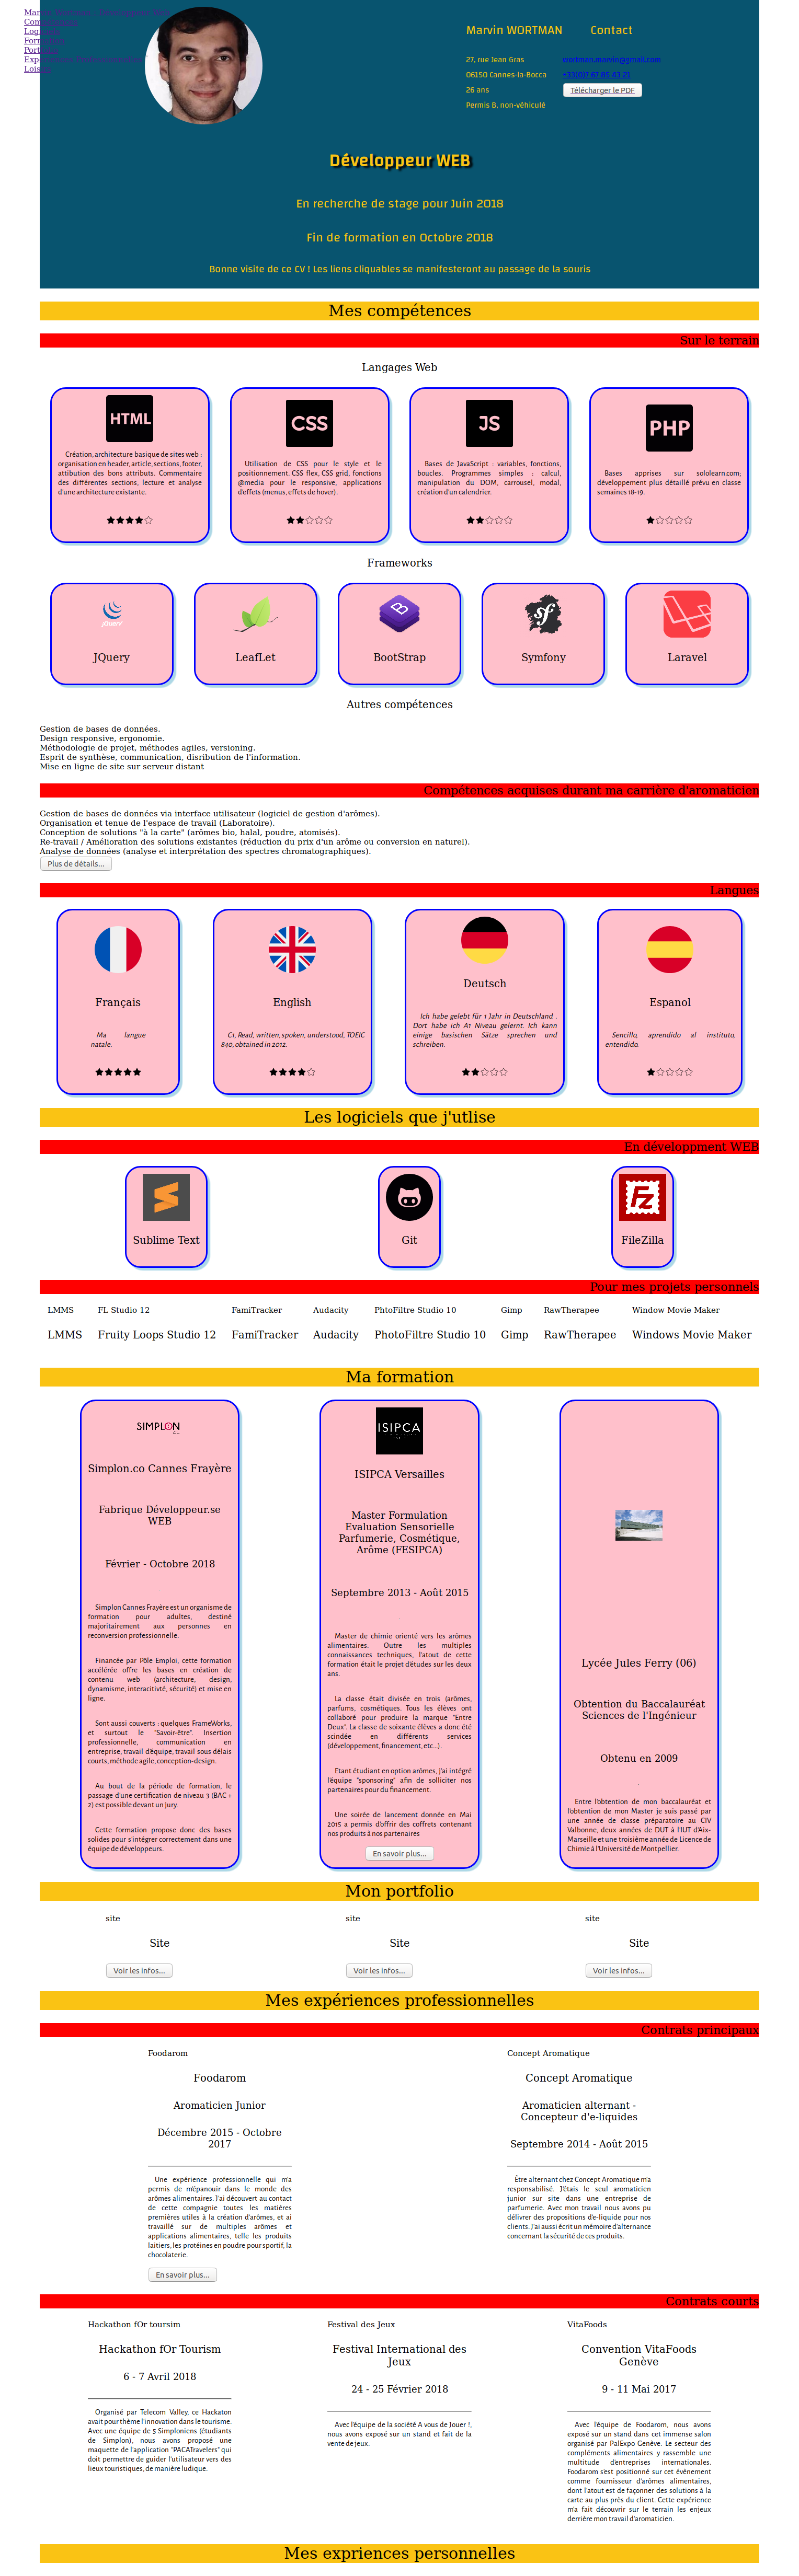 Compétences
Marvin WORTMAN
Contact
27, rue Jean Gras
06150 Cannes-la-Bocca
26 ans
Permis B, non-véhiculé
wortman.marvin@gmail.com
+33(0)7 67 85 43 21
Télécharger le PDF
Développeur WEB
En recherche de stage pour Juin 2018
Fin de formation en Octobre 2018
Bonne visite de ce CV ! Les liens cliquables se manifesteront au passage de la souris
Mes compétences
Sur le terrain
Langages Web
HTML
Création, architecture basique de sites web :
organisation en header, article, sections, footer,
attibution des bons attributs. Commentaire
des différentes sections, lecture et analyse
d'une architecture existante.
★★★★☆
CSS
Utilisation de CSS pour le style et le
positionnement. CSS flex, CSS grid, fonctions
@media pour le responsive, applications
d'effets (menus, effets de hover).
★★☆☆☆
JS
Bases de JavaScript : variables, fonctions,
boucles. Programmes simples : calcul,
manipulation du DOM, carrousel, modal,
création d'un calendrier.
★★☆☆☆
PHP
Bases apprises sur sololearn.com;
développement plus détaillé prévu en classe
semaines 18-19.
★☆☆☆☆
Frameworks
jQuery
JQuery
LeafLet
BootStrap
Symfony
Laravel
Autres compétences
Gestion de bases de données.
Design responsive, ergonomie.
Méthodologie de projet, méthodes agiles, versioning.
Esprit de synthèse, communication, disribution de l'information.
Mise en ligne de site sur serveur distant
Compétences acquises durant ma carrière d'aromaticien
Gestion de bases de données via interface utilisateur (logiciel de gestion d'arômes).
Organisation et tenue de l'espace de travail (Laboratoire).
Conception de solutions "à la carte" (arômes bio, halal, poudre, atomisés).
Re-travail / Amélioration des solutions existantes (réduction du prix d'un arôme ou conversion en naturel).
Analyse de données (analyse et interprétation des spectres chromatographiques).
Plus de détails...
Langues
Français
Ma langue
natale.
★★★★★
English
C1, Read, written, spoken, understood, TOEIC
840, obtained in 2012.
★★★★☆
Deutsch
Ich habe gelebt für 1 Jahr in Deutschland .
Dort habe ich A1 Niveau gelernt. Ich kann
einige basischen Sätze sprechen und
schreiben.
★★☆☆☆
Espanol
Sencillo, aprendido al instituto,
entendido.
★☆☆☆☆
Les logiciels que j'utlise
En développment WEB
Sublime Text
Git
FileZilla
Pour mes projets personnels
LMMS
FL Studio 12
FamiTracker
Audacity
PhtoFiltre Studio 10
Gimp
RawTherapee
Window Movie Maker
LMMS
Fruity Loops Studio 12
FamiTracker
Audacity
PhotoFiltre Studio 10
Gimp
RawTherapee
Windows Movie Maker
Ma formation
SIMPLON
Simplon.co Cannes Frayère
Fabrique Développeur.se
WEB
Février - Octobre 2018
Simplon Cannes Frayère est un organisme de
formation pour adultes, destiné
majoritairement aux personnes en
reconversion professionnelle.
Financée par Pôle Emploi, cette formation
accélérée offre les bases en création de
contenu web (architecture, design,
dynamisme, interacitivté, sécurité) et mise en
ligne.
Sont aussi couverts : quelques FrameWorks,
et surtout le "Savoir-être". Insertion
professionnelle, communication en
entreprise, travail d'équipe, travail sous délais
courts, méthode agile, conception-design.
Au bout de la période de formation, le
passage d'une certification de niveau 3 (BAC +
2) est possible devant un jury.
Cette formation propose donc des bases
solides pour s'intégrer correctement dans une
équipe de développeurs.
ISIPCA
ISIPCA Versailles
Master Formulation
Evaluation Sensorielle
Parfumerie, Cosmétique,
Arôme (FESIPCA)
Septembre 2013 - Août 2015
Master de chimie orienté vers les arômes
alimentaires. Outre les multiples
connaissances techniques, l'atout de cette
formation était le projet d'études sur les deux
ans.
La classe était divisée en trois (arômes,
parfums, cosmétiques. Tous les élèves ont
collaboré pour produire la marque "Entre
Deux". La classe de soixante élèves a donc été
scindée en différents services
(développement, financement, etc...).
Etant étudiant en option arômes, j'ai intégré
l'équipe "sponsoring" afin de solliciter nos
partenaires pour du financement.
Une soirée de lancement donnée en Mai
2015 a permis d'offrir des coffrets contenant
nos produits à nos partenaires
En savoir plus...
Lycée Jules Ferry (06)
Obtention du Baccalauréat
Sciences de l'Ingénieur
Obtenu en 2009
Entre l'obtention de mon baccalauréat et
l'obtention de mon Master je suis passé par
une année de classe préparatoire au CIV
Valbonne, deux années de DUT à l'IUT d'Aix-
Marseille et une troisième année de Licence de
Chimie à l'Université de Montpellier.
Mon portfolio
site
Site
Voir les infos...
site
Site
Voir les infos...
site
Site
Voir les infos...
Mes expériences professionnelles
Contrats principaux
Foodarom
Foodarom
Aromaticien Junior
Décembre 2015 - Octobre
2017
Une expérience professionnelle qui m'a
permis de m'épanouir dans le monde des
arômes alimentaires. J'ai découvert au contact
de cette compagnie toutes les matières
premières utiles à la création d'arômes, et ai
travaillé sur de multiples arômes et
applications alimentaires, telle les produits
laitiers, les protéines en poudre pour sportif, la
chocolaterie.
En savoir plus...
Concept Aromatique
Concept Aromatique
Aromaticien alternant -
Concepteur d'e-liquides
Septembre 2014 - Août 2015
Être alternant chez Concept Aromatique m'a
responsabilisé. J'étais le seul aromaticien
junior sur site dans une entreprise de
parfumerie. Avec mon travail nous avons pu
délivrer des propositions d'e-liquide pour nos
clients. J'ai aussi écrit un mémoire d'alternance
concernant la sécurité de ces produits.
Contrats courts
Hackathon fOr toursim
Hackathon fOr Tourism
6 - 7 Avril 2018
Organisé par Telecom Valley, ce Hackaton
avait pour thème l'innovation dans le tourisme.
Avec une équipe de 5 Simploniens (étudiants
de Simplon), nous avons proposé une
maquette de l'application "PACATravelers" qui
doit permettre de guider l'utilisateur vers des
lieux touristiques, de manière ludique.
Festival des Jeux
Festival International des
Jeux
24 - 25 Février 2018
Avec l'équipe de la société A vous de Jouer !,
nous avons exposé sur un stand et fait de la
vente de jeux.
VitaFoods
Convention VitaFoods
Genève
9 - 11 Mai 2017
Avec l'équipe de Foodarom, nous avons
exposé sur un stand dans cet immense salon
organisé par PalExpo Genève. Le secteur des
compléments alimentaires y rassemble une
multitude d'entreprises internationales.
Foodarom s'est positionné sur cet évènement
comme fournisseur d'arômes alimentaires,
dont l'atout est de façonner des solutions à la
carte au plus près du client. Cette expérience
m'a fait découvrir sur le terrain les enjeux
derrière mon travail d'aromaticien.
Mes expriences personnelles